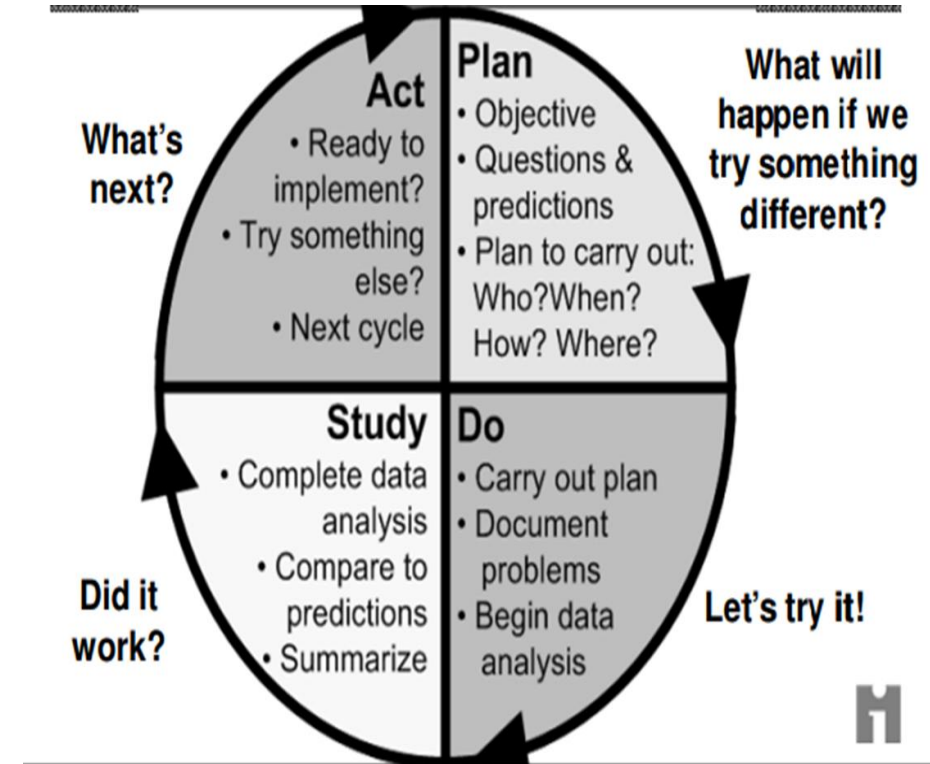 Plan
• Objective
• Questions &
predictions
• Plan to carry out:
Who?When?
How? Where?
What will
happen if we
try something
different?
Do
• Carry out plan
• Document
problems
• Begin data
analysis
Let's try it!
Study
• Complete data
analysis
• Compare to
predictions
• Summarize
Did it
work?
Act
• Ready to
implement?
• Try something
else?
• Next cycle
What's
next?